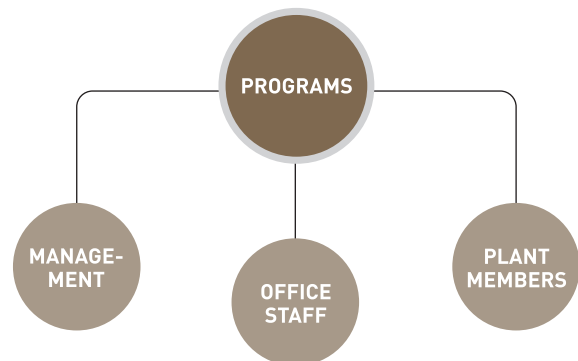 PROGRAMS
MANAGE-
MENT
OFFICE
STAFF
PLANT
MEMBERS